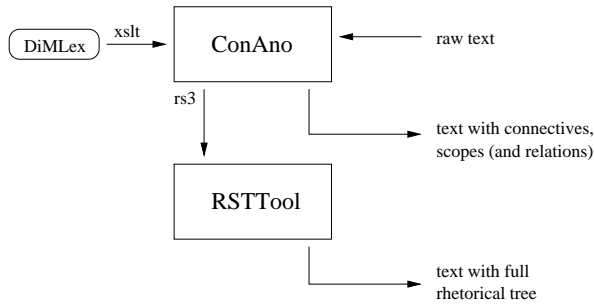 xslt
DiMLex
ConAno
raw text
rs3
text with connectives,
scopes (and relations)
RSTTool
text with full
rhetorical tree